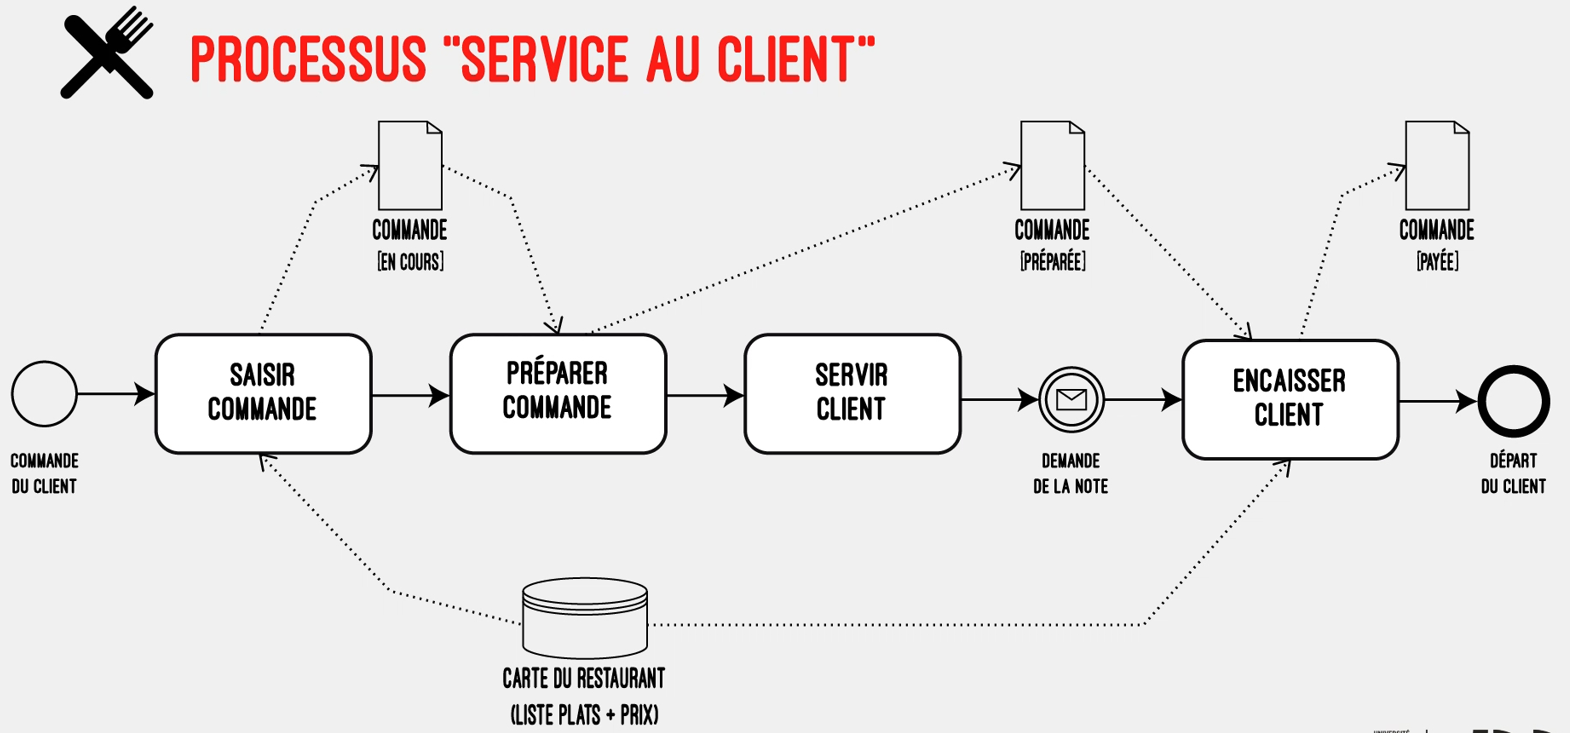 PROCESSUS "SERVICE AU CLIENT"
COMMANDE
[EN COURS]
COMMANDE
[PRÉPARÉE]
COMMANDE
[PAYÉE]
SAISIR
COMMANDE
PRÉPARER
COMMANDE
SERVIR
CLIENT
ENCAISSER
CLIENT
COMMANDE
DU CLIENT
DEMANDE
DE LA NOTE
DÉPART
DU CLIENT
CARTE DU RESTAURANT
(LISTE PLATS + PRIX)
UNIVERSITÉ